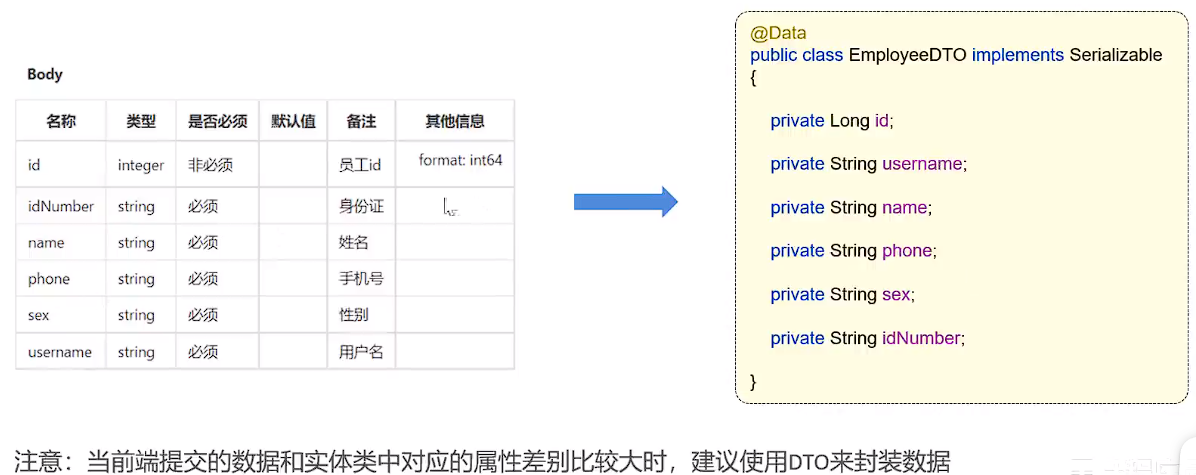 Body
名称 类型 是否必须 默认值 备注 其他信息
id integer 非必须 员工id format: int64
idNumber string 必须 身份证
name string 必须 姓名
phone string 必须 手机号
sex string 必须 性别
username string 必须 用户名
@Data
public class EmployeeDTO implements Serializable
{
private Long id;
private String username;
private String name;
private String phone;
private String sex;
private String idNumber;
}
注意：当前端提交的数据和实体类中对应的属性差别比较大时，建议使用DTO来封装数据